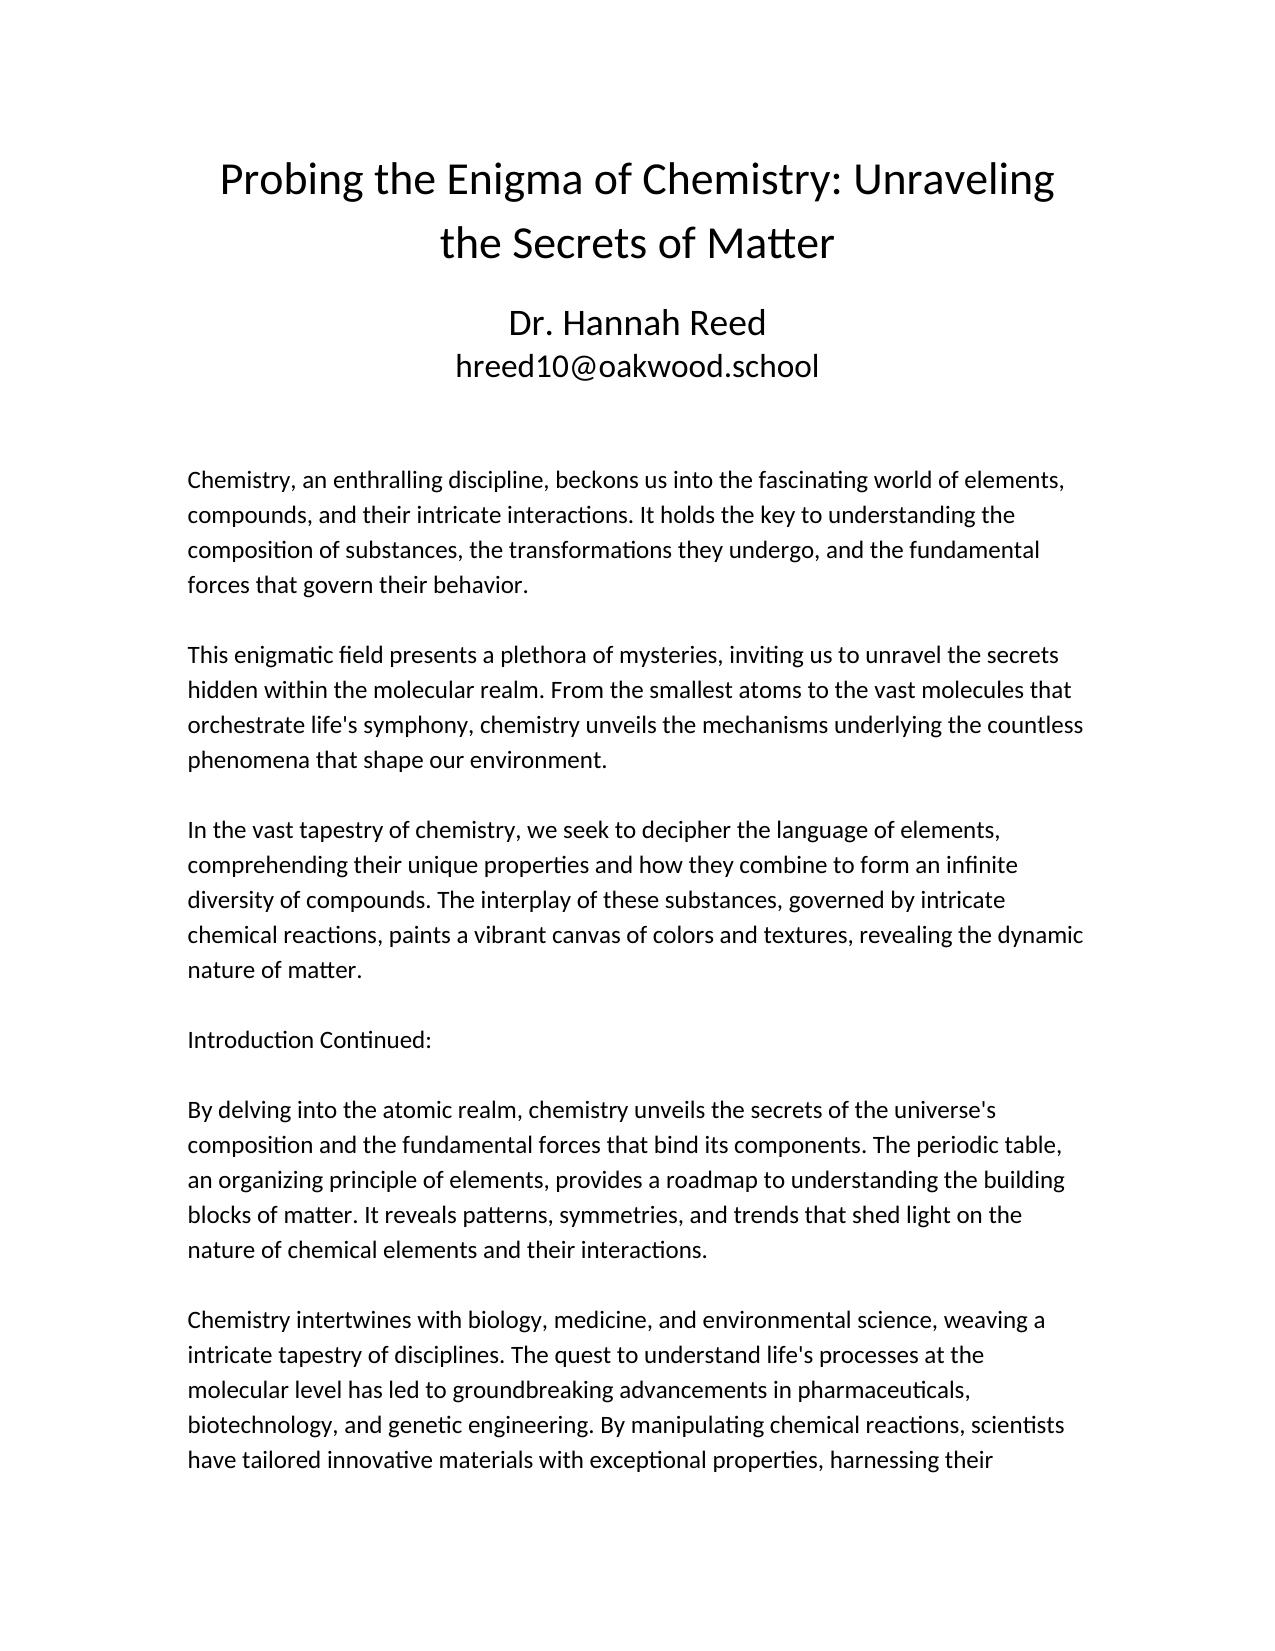 Probing the Enigma of Chemistry: Unraveling
the Secrets of Matter
Dr. Hannah Reed
hreed10@oakwood.school
Chemistry, an enthralling discipline, beckons us into the fascinating world of elements,
compounds, and their intricate interactions. It holds the key to understanding the
composition of substances, the transformations they undergo, and the fundamental
forces that govern their behavior.
This enigmatic field presents a plethora of mysteries, inviting us to unravel the secrets
hidden within the molecular realm. From the smallest atoms to the vast molecules that
orchestrate life's symphony, chemistry unveils the mechanisms underlying the countless
phenomena that shape our environment.
In the vast tapestry of chemistry, we seek to decipher the language of elements,
comprehending their unique properties and how they combine to form an infinite
diversity of compounds. The interplay of these substances, governed by intricate
chemical reactions, paints a vibrant canvas of colors and textures, revealing the dynamic
nature of matter.
Introduction Continued:
By delving into the atomic realm, chemistry unveils the secrets of the universe's
composition and the fundamental forces that bind its components. The periodic table,
an organizing principle of elements, provides a roadmap to understanding the building
blocks of matter. It reveals patterns, symmetries, and trends that shed light on the
nature of chemical elements and their interactions.
Chemistry intertwines with biology, medicine, and environmental science, weaving a
intricate tapestry of disciplines. The quest to understand life's processes at the
molecular level has led to groundbreaking advancements in pharmaceuticals,
biotechnology, and genetic engineering. By manipulating chemical reactions, scientists
have tailored innovative materials with exceptional properties, harnessing their